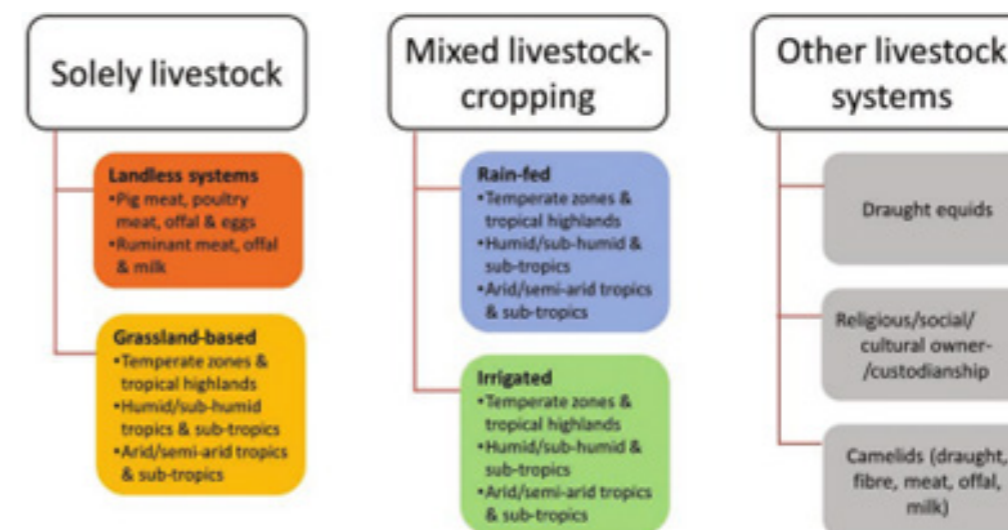 Solely livestock
Landless systems
•Pig meat, poultry
meat, offal & eggs
•Ruminant meat, offal
& milk
Grassland-based
•Temperate zones &
tropical highlands
•Humid/sub-humid
tropics & sub-tropics
•Arid/semi-arid tropics
& sub-tropics
Mixed livestock-
cropping
Rain-fed
•Temperate zones &
tropical highlands
•Humid/sub-humid &
sub-tropics
•Arid/semi-arid tropics
& sub-tropics
Irrigated
•Temperate zones &
tropical highlands
•Humid/sub-humid &
sub-tropics
•Arid/semi-arid tropics
& sub-tropics
Other livestock
systems
Draught equids
Religious/social/
cultural owner-
/custodianship
Camelids (draught,
fibre, meat, offal,
milk)